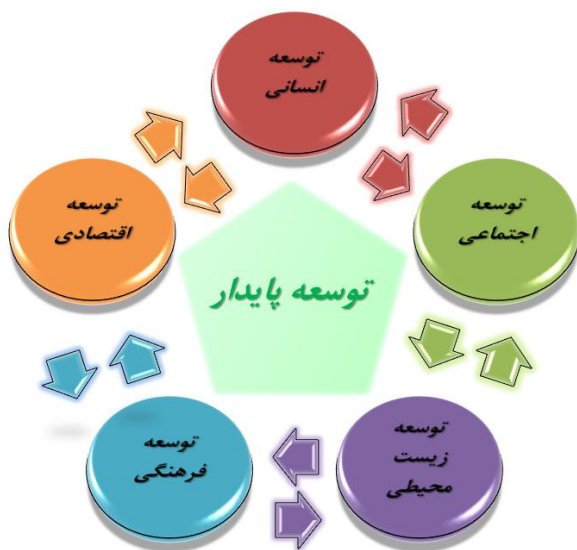 توسعه
انسانی
توسعه
اقتصادی
توسعه
اجتماعی
توسعه پایدار
توسعه
فرهنگی
توسعه
زیست
محیطی